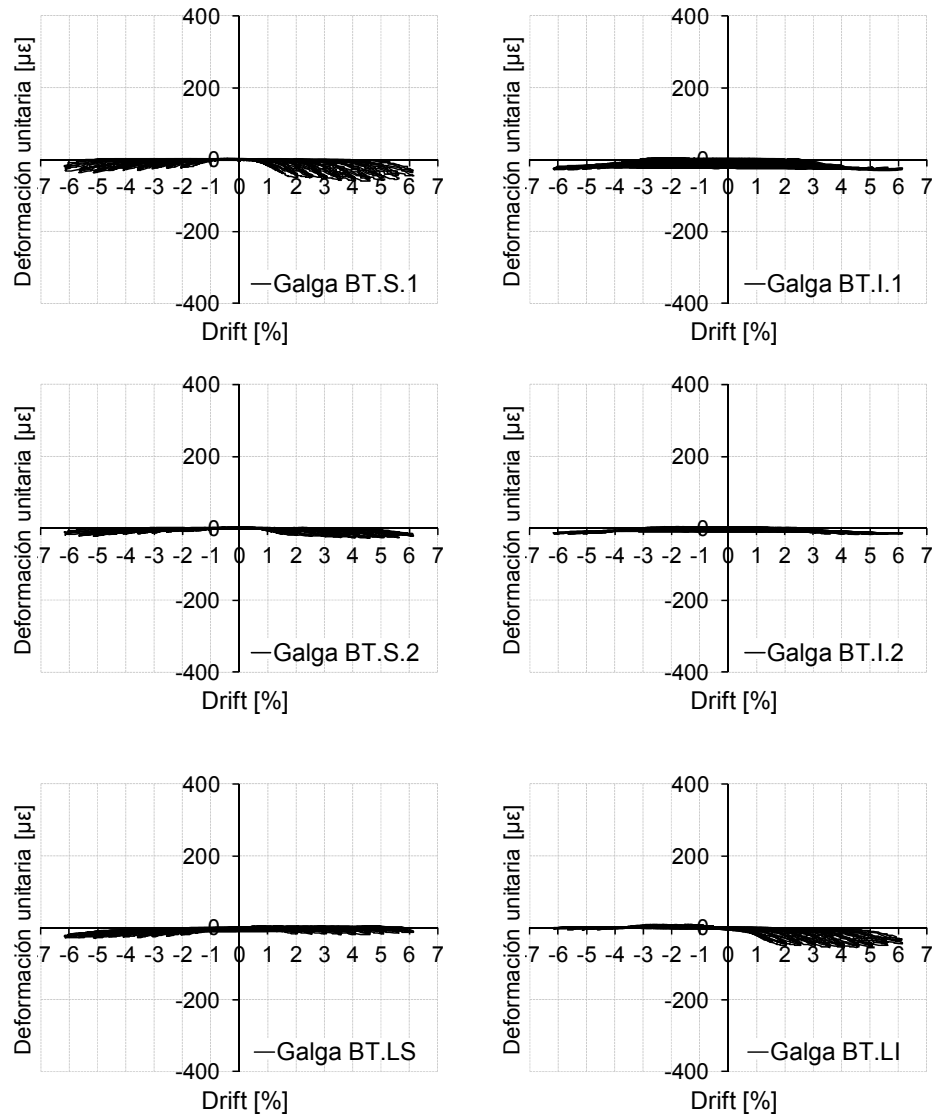 400
200
0
-200
-400
-7 -6 -5 -4 -3 -2 -1 0 1 2 3 4 5 6 7
Deformación unitaria [µε]
Drift [%]
Galga BT.S.1
400
200
0
-200
-400
-7 -6 -5 -4 -3 -2 -1 0 1 2 3 4 5 6 7
Deformación unitaria [µε]
Drift [%]
Galga BT.I.1
400
200
0
-200
-400
-7 -6 -5 -4 -3 -2 -1 0 1 2 3 4 5 6 7
Deformación unitaria [µε]
Drift [%]
Galga BT.S.2
400
200
0
-200
-400
-7 -6 -5 -4 -3 -2 -1 0 1 2 3 4 5 6 7
Deformación unitaria [µε]
Drift [%]
Galga BT.I.2
400
200
0
-200
-400
-7 -6 -5 -4 -3 -2 -1 0 1 2 3 4 5 6 7
Deformación unitaria [µε]
Drift [%]
Galga BT.LS
400
200
0
-200
-400
-7 -6 -5 -4 -3 -2 -1 0 1 2 3 4 5 6 7
Deformación unitaria [µε]
Drift [%]
Galga BT.LI